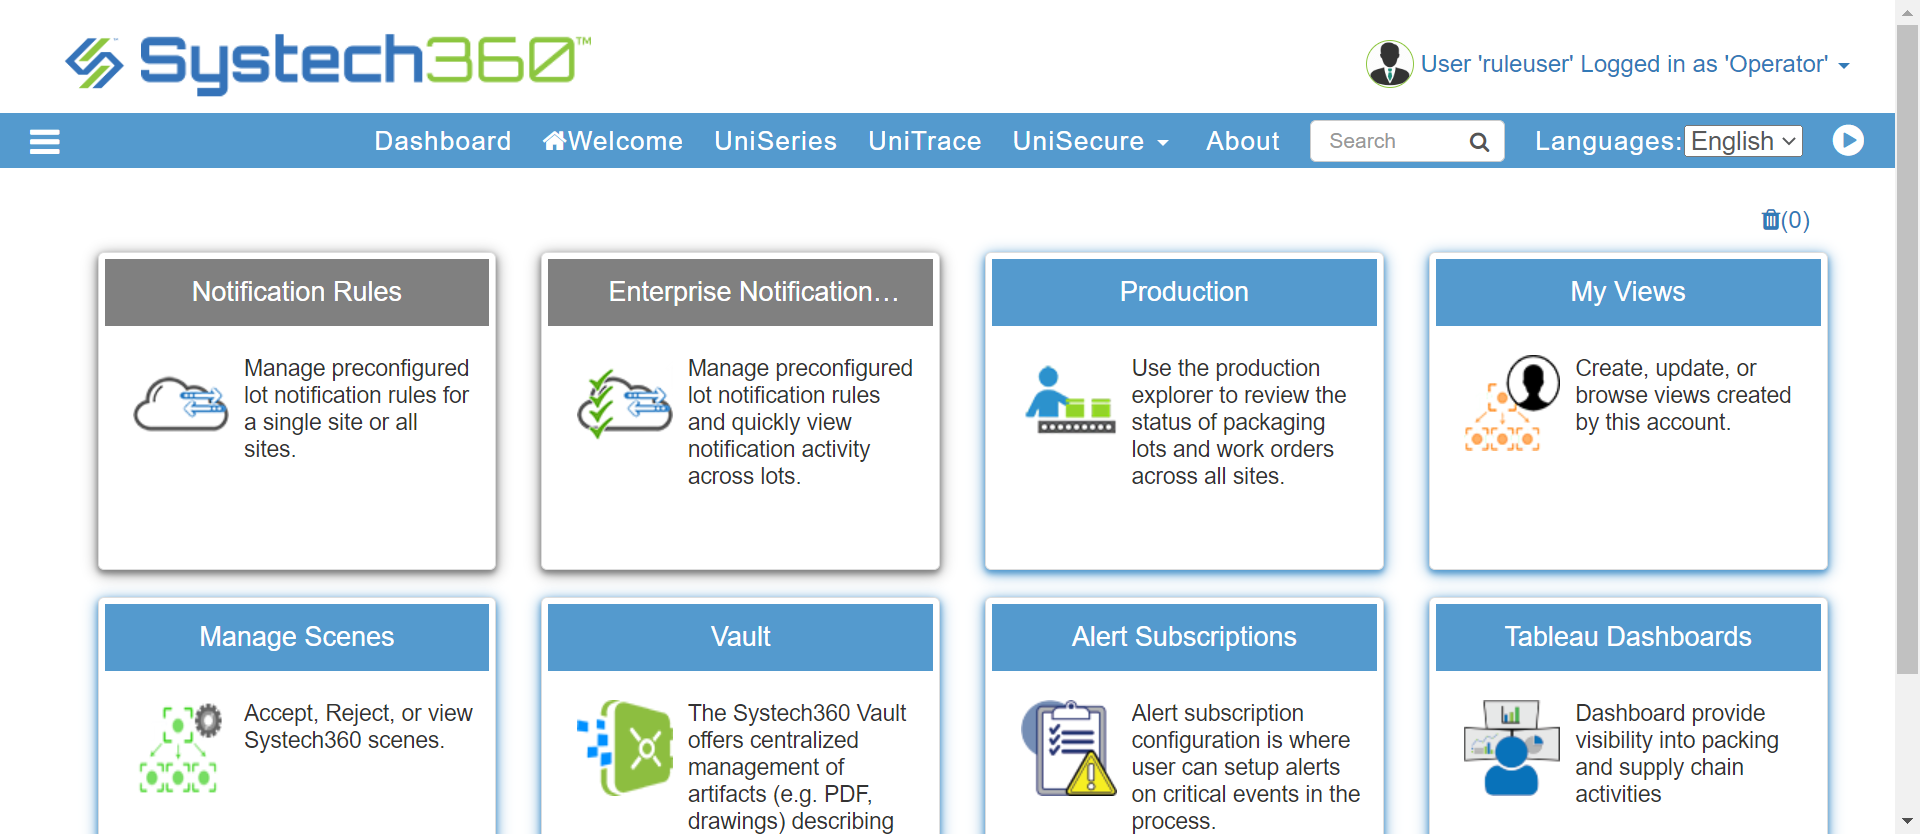 Systech360™
User 'ruleuser' Logged in as 'Operator'
Dashboard Welcome UniSeries UniTrace UniSecure About Search Languages: English
(0)
Notification Rules
Manage preconfigured
lot notification rules for
a single site or all
sites.
Enterprise Notification…
Manage preconfigured
lot notification rules
and quickly view
notification activity
across lots.
Production
Use the production
explorer to review the
status of packaging
lots and work orders
across all sites.
My Views
Create, update, or
browse views created
by this account.
Manage Scenes
Accept, Reject, or view
Systech360 scenes.
Vault
The Systech360 Vault
offers centralized
management of
artifacts (e.g. PDF,
drawings) describing
Alert Subscriptions
Alert subscription
configuration is where
user can setup alerts
on critical events in the
process.
Tableau Dashboards
Dashboard provide
visibility into packing
and supply chain
activities